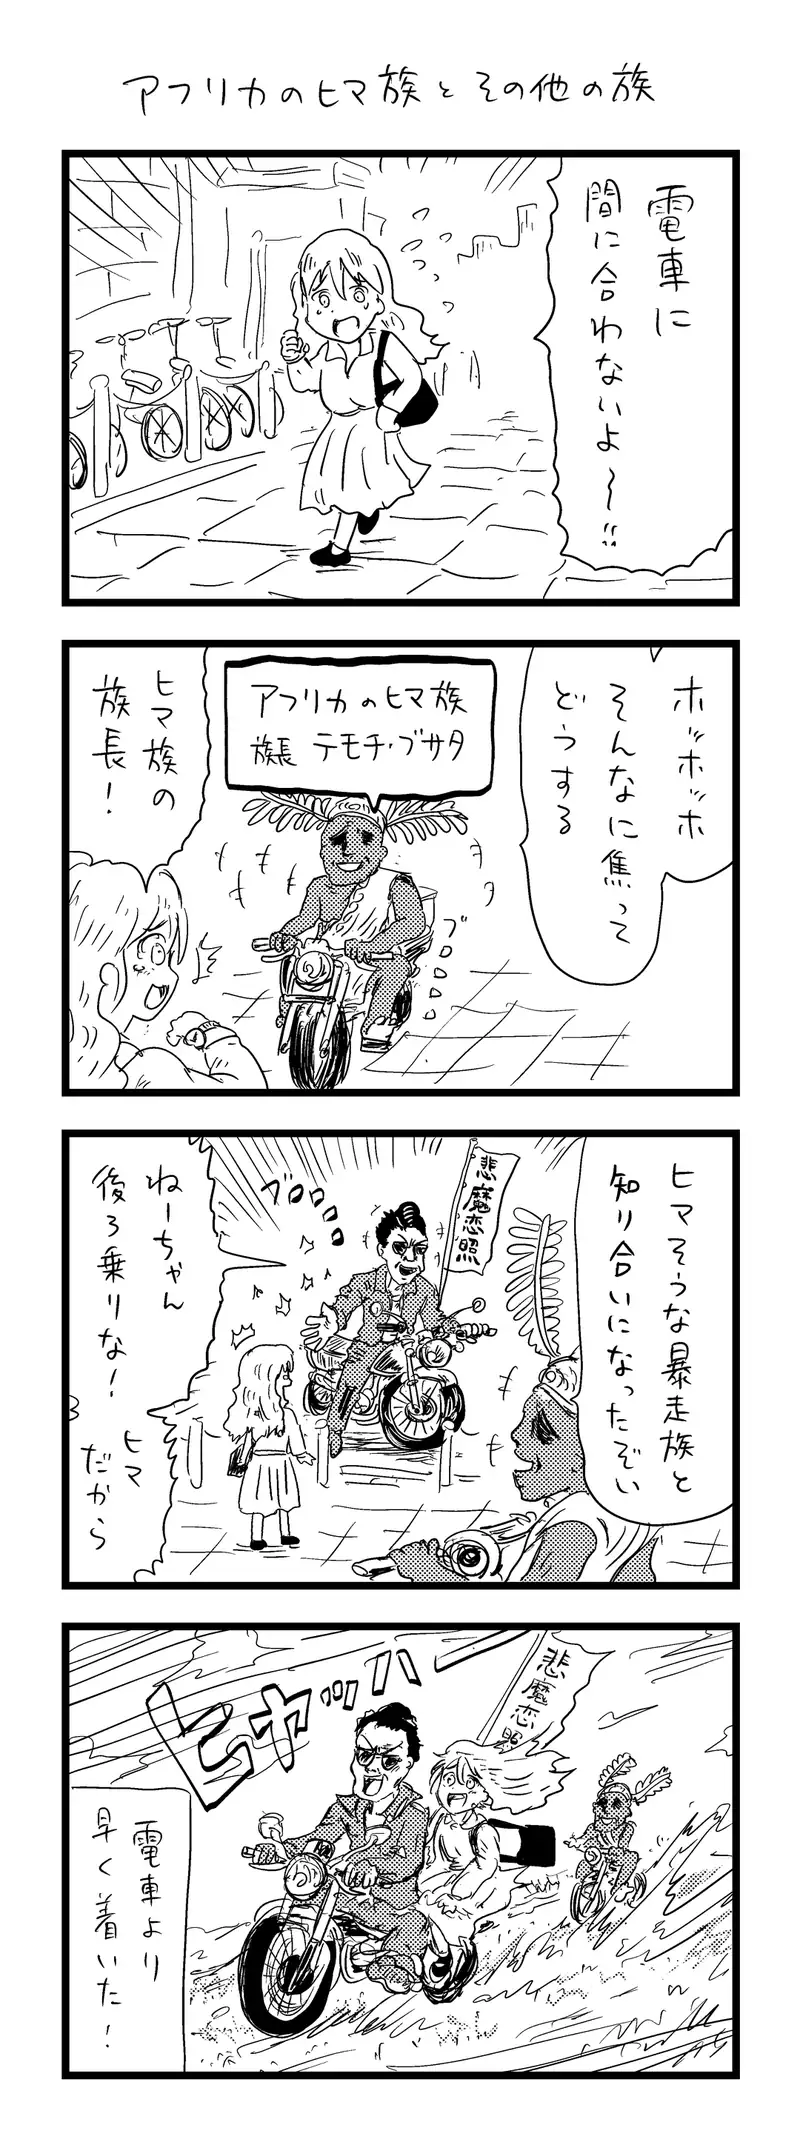 アフリカのヒマ族とその他の族
電車に
間に合わないよ〜!!
ホッホッホ
そんなに焦って
どうする
アフリカのヒマ族
族長 テモチ・ブサタ
ブロロロロ
ヒマ族の
族長!
ヒマそうな暴走族と
知り合いになったぞい
悲魔恋照
ブロロロロ
ねーちゃん
後ろ乗りな!
ヒマ
だから
悲魔恋照
ヒャッハー
電車より
早く着いた!